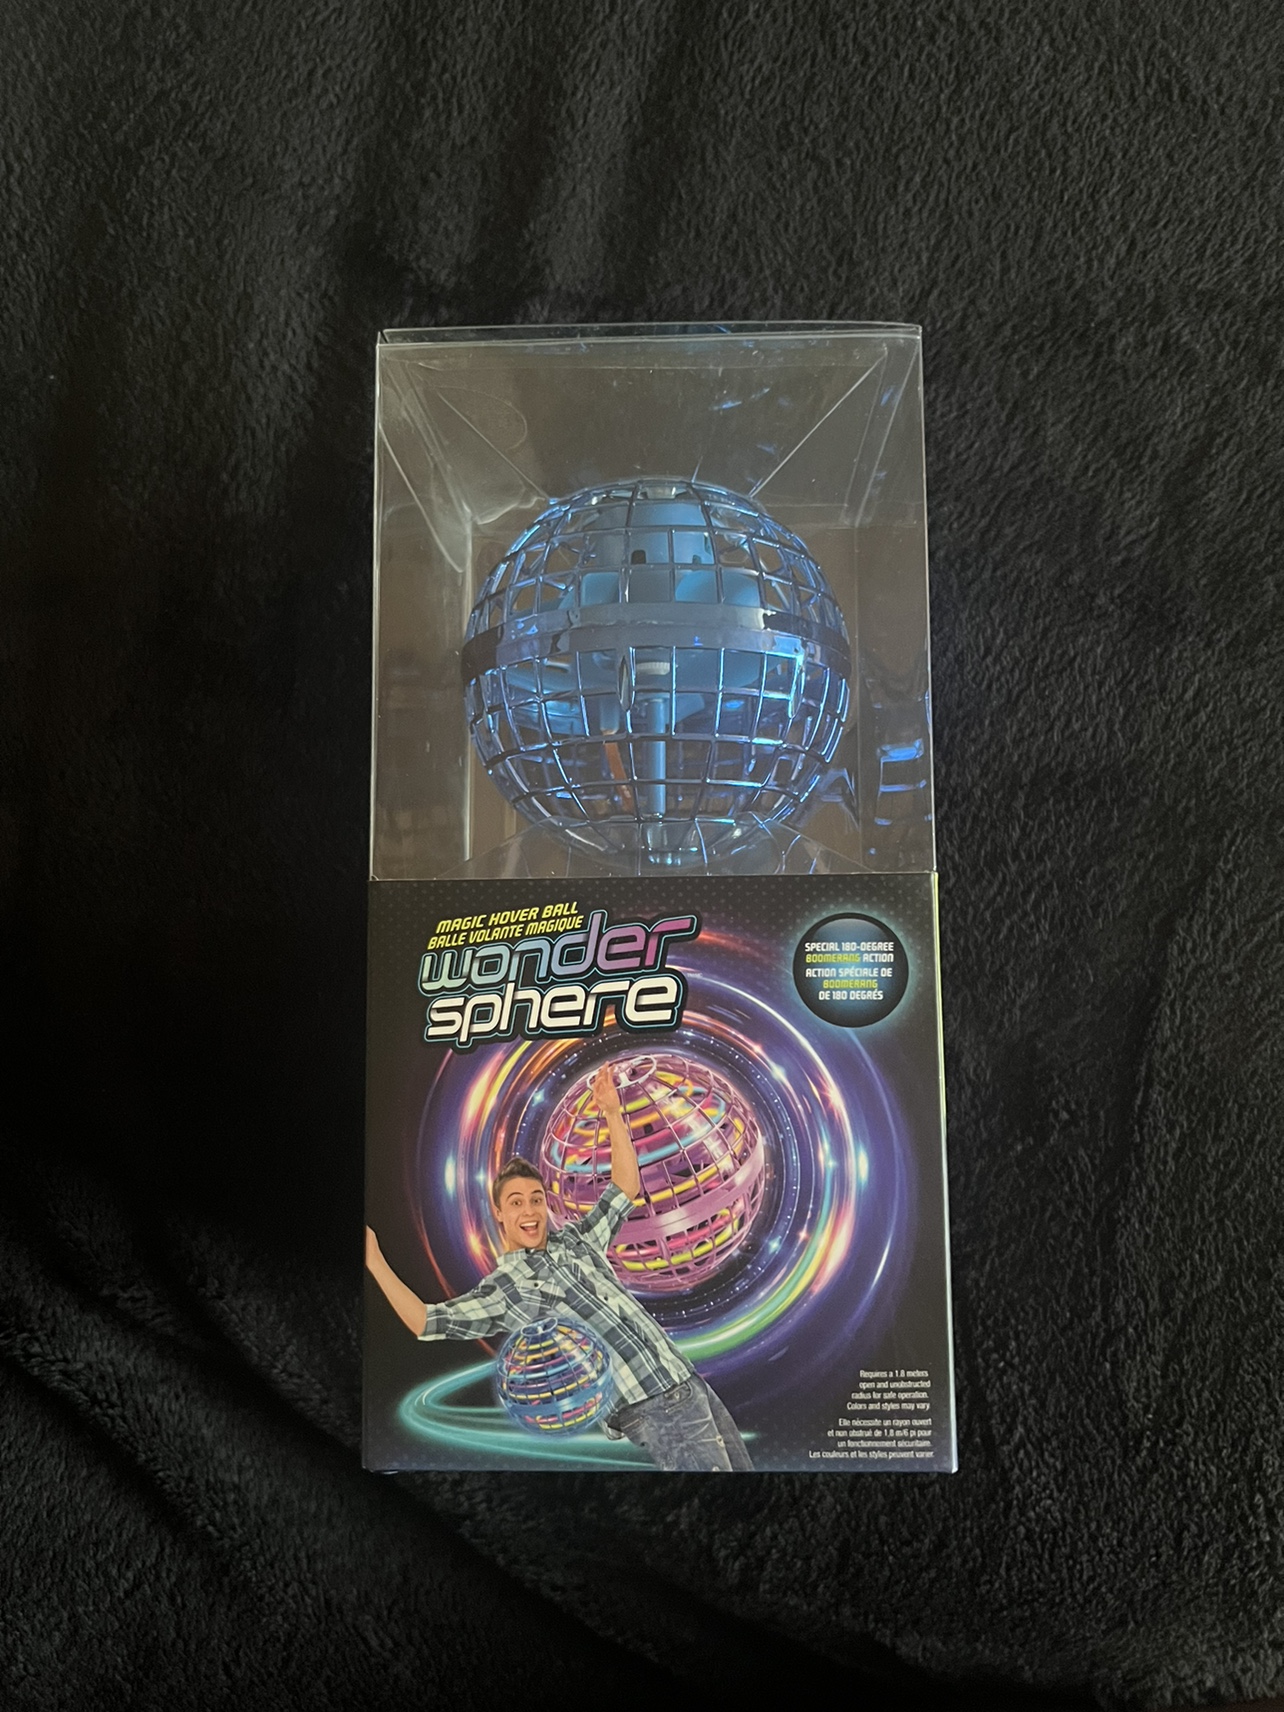 MAGIC HOVER BALL
BALLE VOLANTE MAGIQUE
wonder
sphere
SPECIAL 180-DEGREE
BOOMERANG ACTION
ACTION SPÉCIALE DE
BOOMERANG
DE 180 DEGRÉS
Requires a 1.8 meters
open and unobstructed
radius for safe operation.
Colors and styles may vary.
Elle nécessite un rayon ouvert
et non obstrué de 1,8 m/6 pi pour
un fonctionnement sécuritaire.
Les couleurs et les styles peuvent varier.